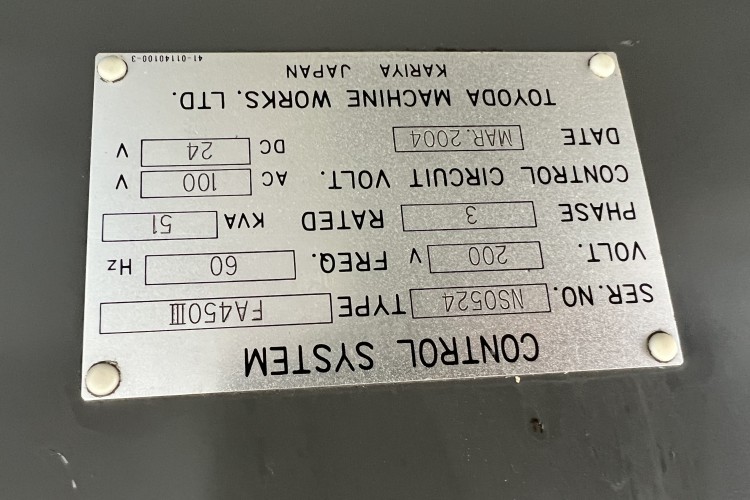 CONTROL SYSTEM
SER.NO. NS0524 TYPE FA450Ⅲ
VOLT. 200 V FREQ. 60 Hz
PHASE 3 RATED 51 KVA
CONTROL CIRCUIT VOLT. AC 100 V
DATE MAR.2004 DC 24 V
TOYODA MACHINE WORKS. LTD.
KARIYA JAPAN
41-01140100-3